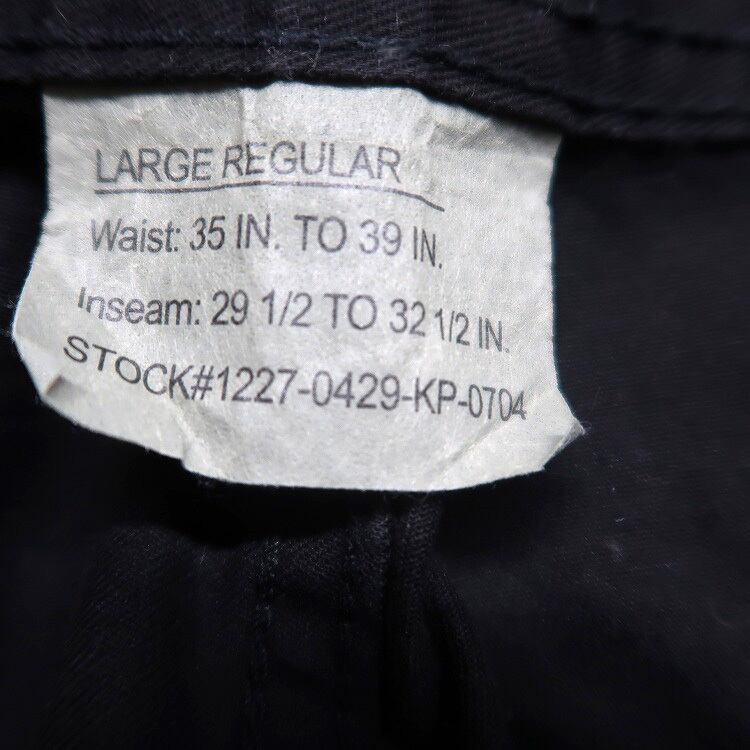 LARGE REGULAR
Waist: 35 IN. TO 39 IN.
Inseam: 29 1/2 TO 32 1/2 IN.
STOCK#1227-0429-KP-0704